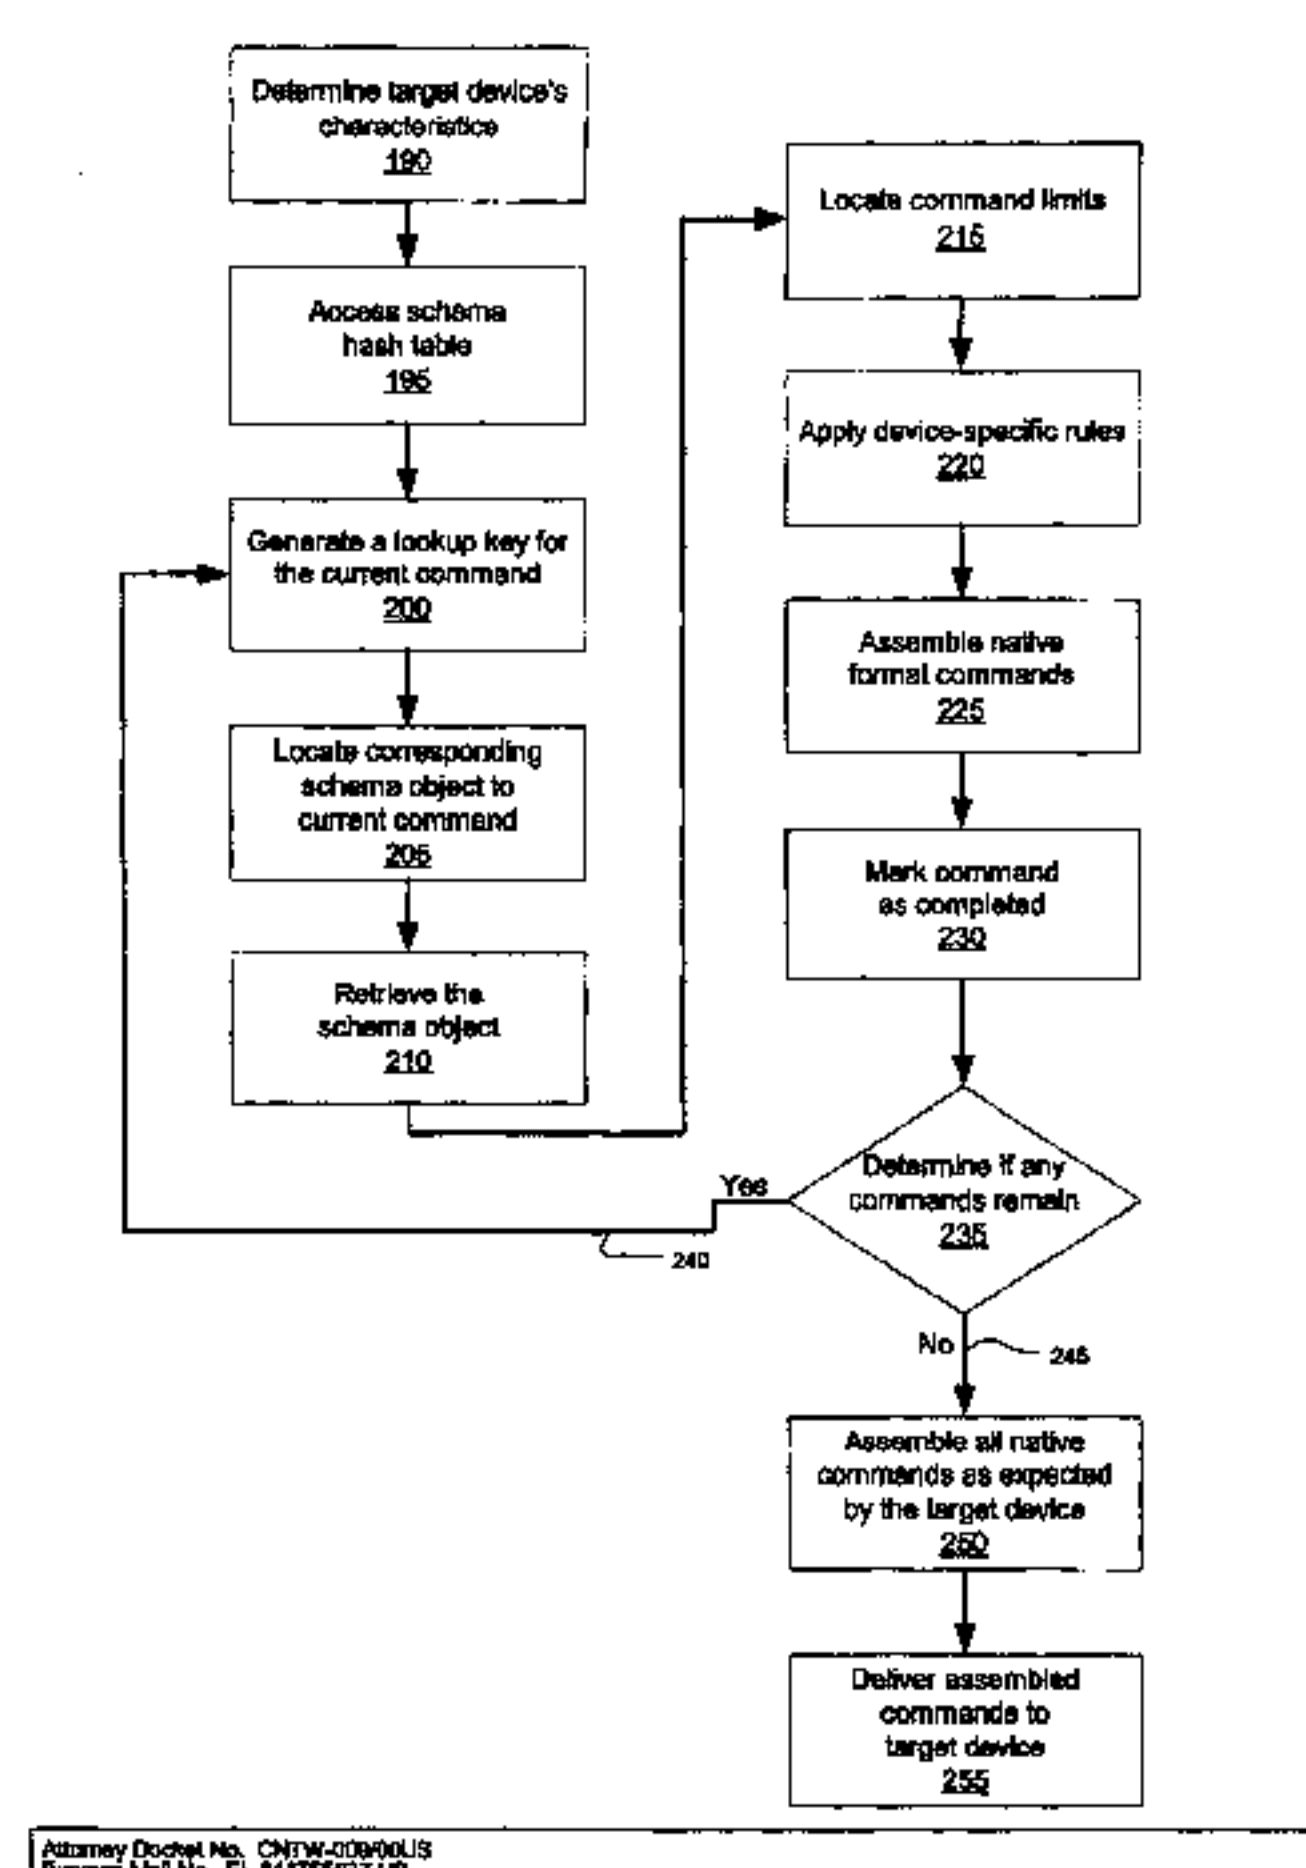 Determine target device's
characteristics
190
Access schema
hash table
195
Generate a lookup key for
the current command
200
Locate corresponding
schema object to
current command
205
Retrieve the
schema object
210
Locate command limits
215
Apply device-specific rules
220
Assemble native
format commands
225
Mark command
as completed
230
Determine if any
commands remain
235
Yes
240
No
245
Assemble all native
commands as expected
by the target device
250
Deliver assembled
commands to
target device
255
Attorney Docket No. CNTW-009/00US